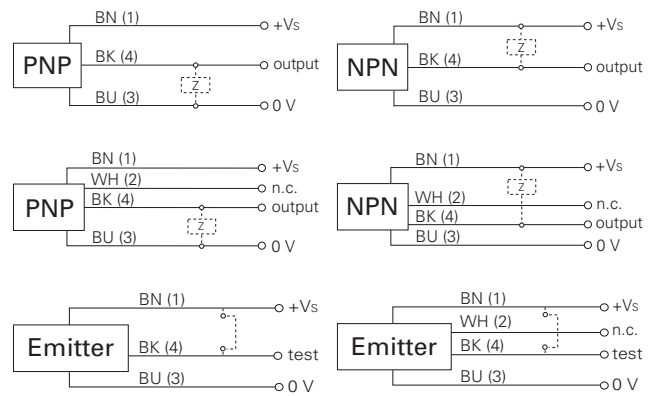 BN (1) +Vs
PNP BK (4) output
Z
BU (3) 0 V
BN (1) +Vs
Z
NPN BK (4) output
BU (3) 0 V
BN (1) +Vs
WH (2) n.c.
PNP BK (4) output
Z
BU (3) 0 V
BN (1) +Vs
Z
NPN WH (2) n.c.
BK (4) output
BU (3) 0 V
BN (1) +Vs
Emitter BK (4) test
BU (3) 0 V
BN (1) +Vs
WH (2) n.c.
Emitter BK (4) test
BU (3) 0 V